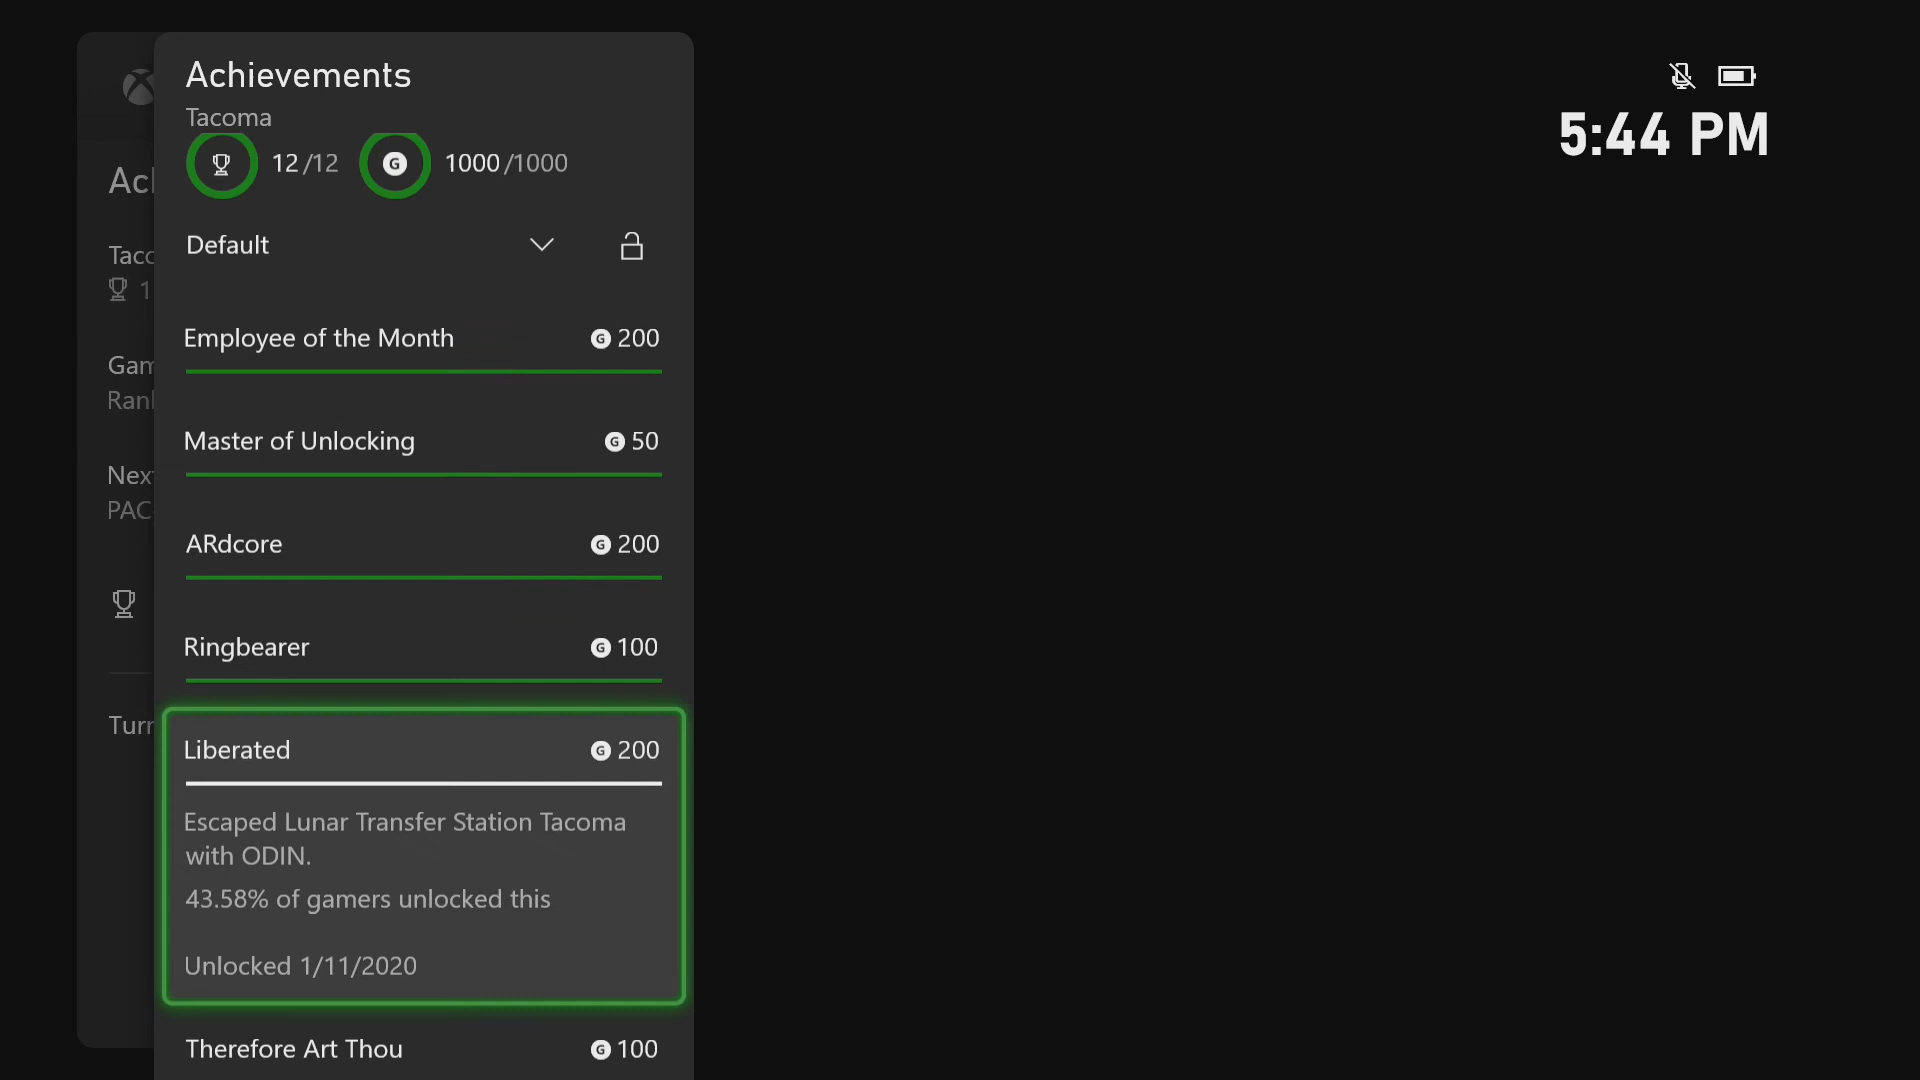 Achievements
Tacoma
12/12 G 1000/1000
Default
Employee of the Month G 200
Master of Unlocking G 50
ARdcore G 200
Ringbearer G 100
Liberated G 200
Escaped Lunar Transfer Station Tacoma
with ODIN.
43.58% of gamers unlocked this
Unlocked 1/11/2020
Therefore Art Thou G 100
5:44 PM